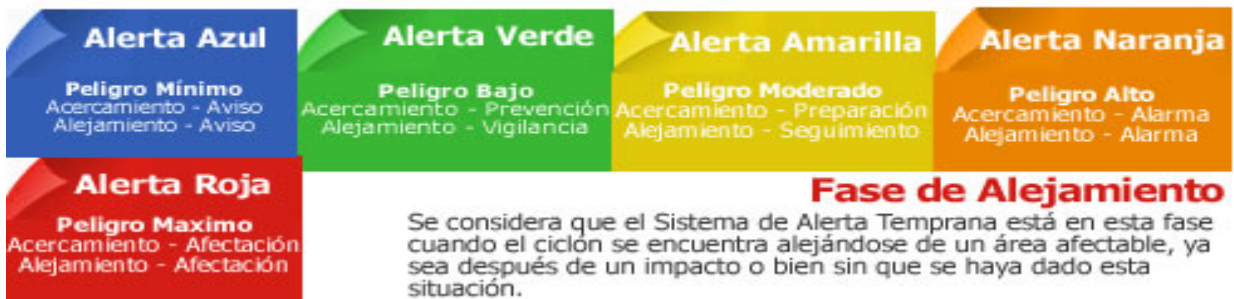 Alerta Azul
Peligro Mínimo
Acercamiento - Aviso
Alejamiento - Aviso
Alerta Verde
Peligro Bajo
Acercamiento - Prevención
Alejamiento - Vigilancia
Alerta Amarilla
Peligro Moderado
Acercamiento - Preparación
Alejamiento - Seguimiento
Alerta Naranja
Peligro Alto
Acercamiento - Alarma
Alejamiento - Alarma
Alerta Roja
Peligro Maximo
Acercamiento - Afectación
Alejamiento - Afectación
Fase de Alejamiento
Se considera que el Sistema de Alerta Temprana está en esta fase
cuando el ciclón se encuentra alejándose de un área afectable, ya
sea después de un impacto o bien sin que se haya dado esta
situación.